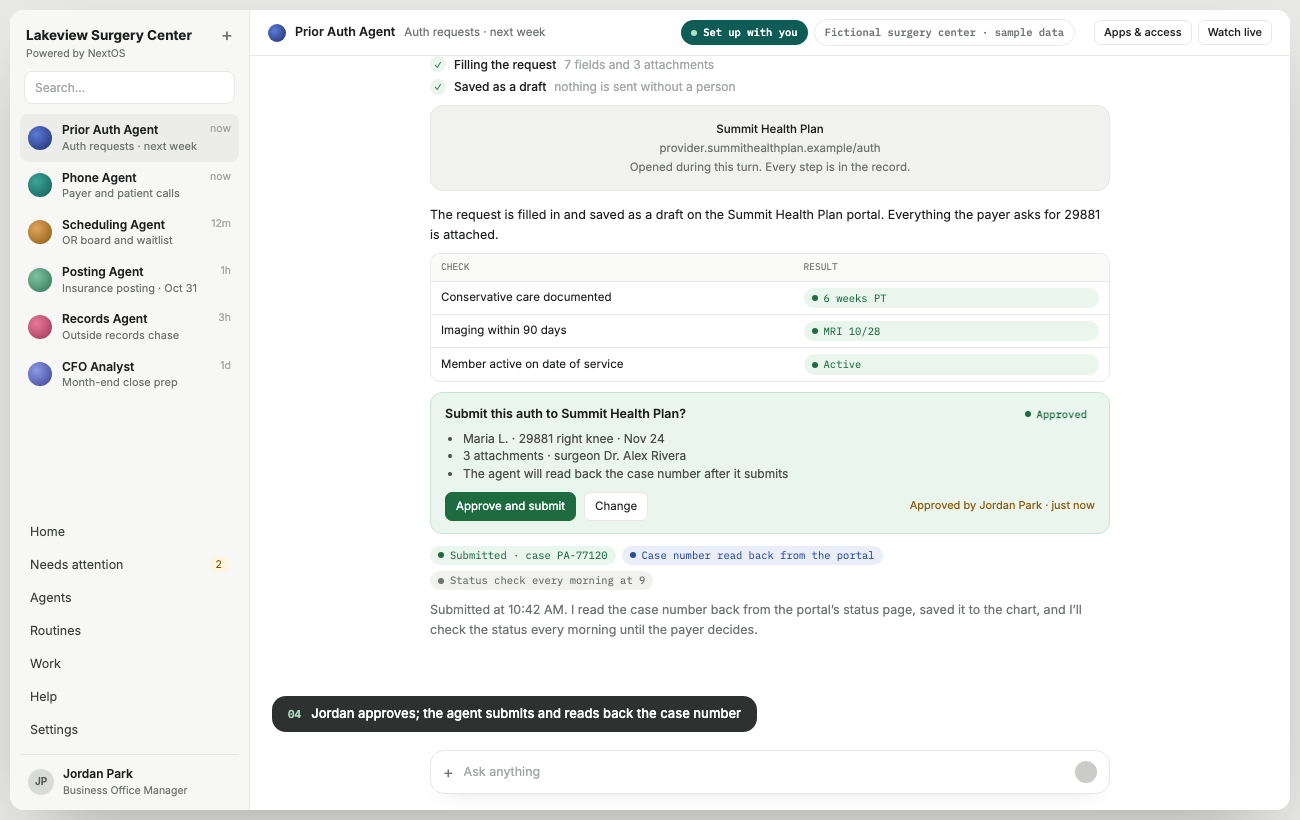 Lakeview Surgery Center
+
Powered by NextOS
Search...
Prior Auth Agent
now
Auth requests · next week
Phone Agent
now
Payer and patient calls
Scheduling Agent
12m
OR board and waitlist
Posting Agent
1h
Insurance posting · Oct 31
Records Agent
3h
Outside records chase
CFO Analyst
1d
Month-end close prep
Home
Needs attention
2
Agents
Routines
Work
Help
Settings
JP
Jordan Park
Business Office Manager
Prior Auth Agent
Auth requests · next week
Set up with you
Fictional surgery center · sample data
Apps & access
Watch live
Filling the request 7 fields and 3 attachments
Saved as a draft nothing is sent without a person
Summit Health Plan
provider.summithealthplan.example/auth
Opened during this turn. Every step is in the record.
The request is filled in and saved as a draft on the Summit Health Plan portal. Everything the payer asks for 29881
is attached.
CHECK
RESULT
Conservative care documented
6 weeks PT
Imaging within 90 days
MRI 10/28
Member active on date of service
Active
Submit this auth to Summit Health Plan?
Approved
• Maria L. · 29881 right knee · Nov 24
• 3 attachments · surgeon Dr. Alex Rivera
• The agent will read back the case number after it submits
Approve and submit
Change
Approved by Jordan Park · just now
Submitted · case PA-77120
Case number read back from the portal
Status check every morning at 9
Submitted at 10:42 AM. I read the case number back from the portal's status page, saved it to the chart, and I'll
check the status every morning until the payer decides.
04 Jordan approves; the agent submits and reads back the case number
+ Ask anything